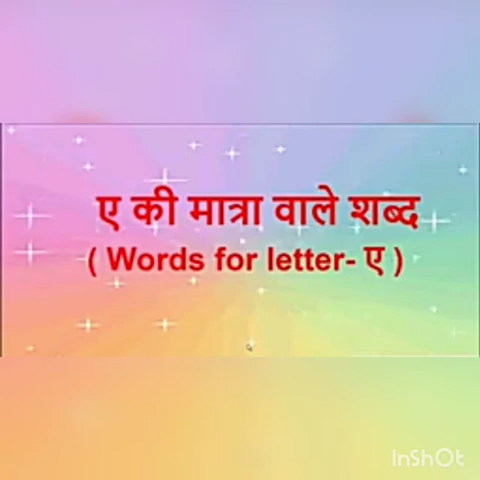 ए की मात्रा वाले शब्द
( Words for letter- ए )
InShOt